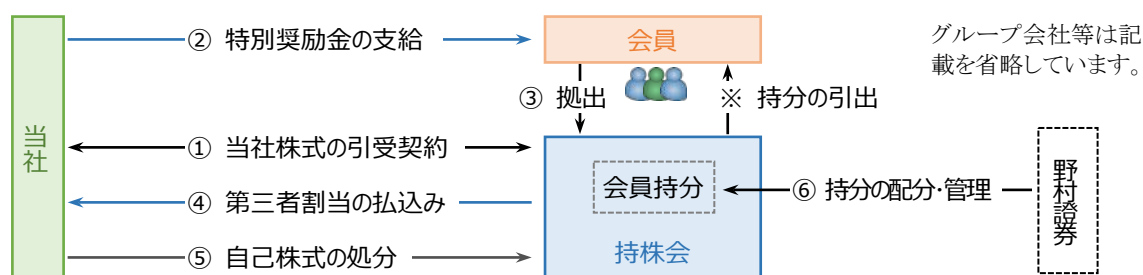 ② 特別奨励金の支給
会員
グループ会社等は記
載を省略しています。
③ 拠出
※ 持分の引出
当社
① 当社株式の引受契約
会員持分
⑥ 持分の配分・管理
野村證券
④ 第三者割当の払込み
⑤ 自己株式の処分
持株会